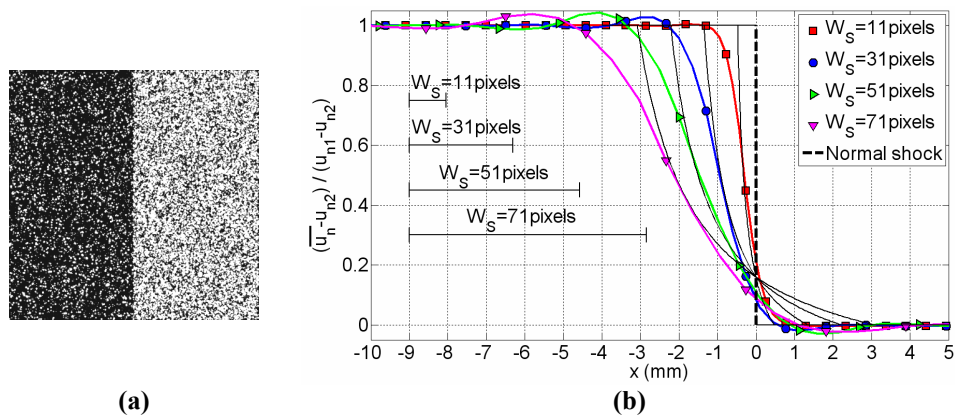 (b)
1
0.8
0.6
0.4
0.2
0
(u̅n̅-un2) / (un1-un2)
WS=11pixels
WS=31pixels
WS=51pixels
WS=71pixels
WS=11pixels
WS=31pixels
WS=51pixels
WS=71pixels
Normal shock
-10 -9 -8 -7 -6 -5 -4 -3 -2 -1 0 1 2 3 4 5
x (mm)
(a)
(b)